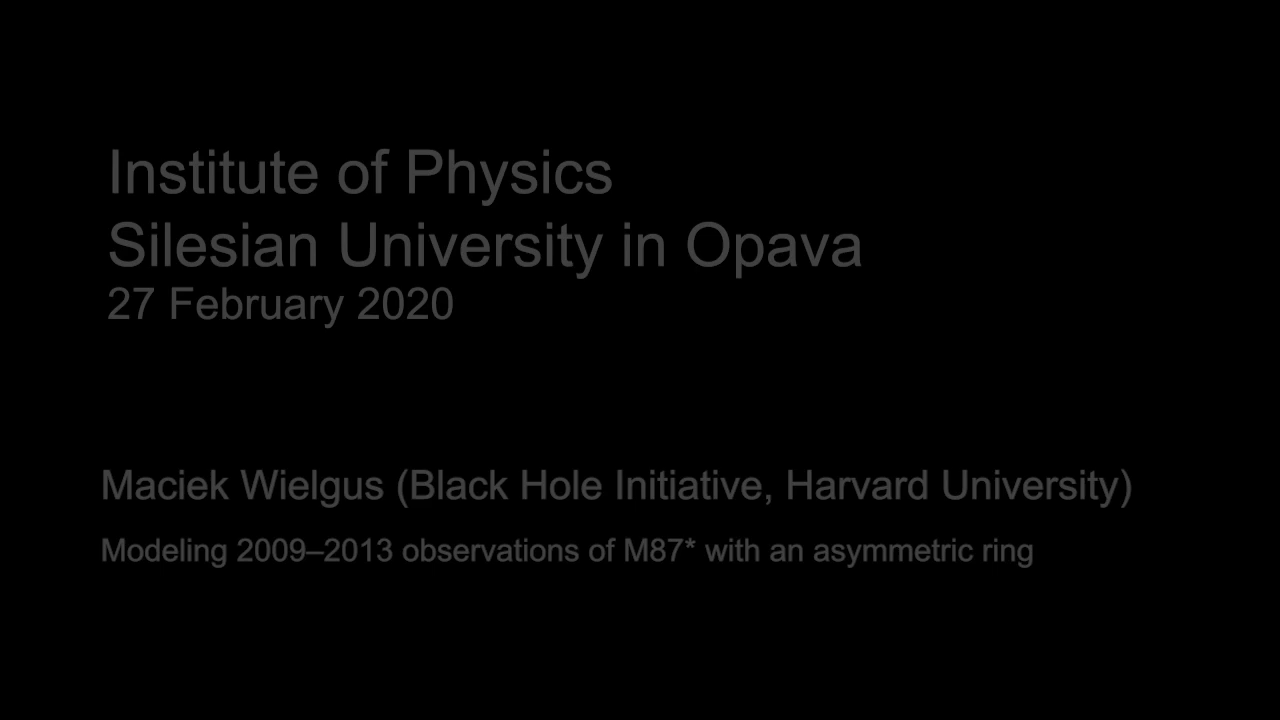 Institute of Physics
Silesian University in Opava
27 February 2020
Maciek Wielgus (Black Hole Initiative, Harvard University)
Modeling 2009–2013 observations of M87* with an asymmetric ring